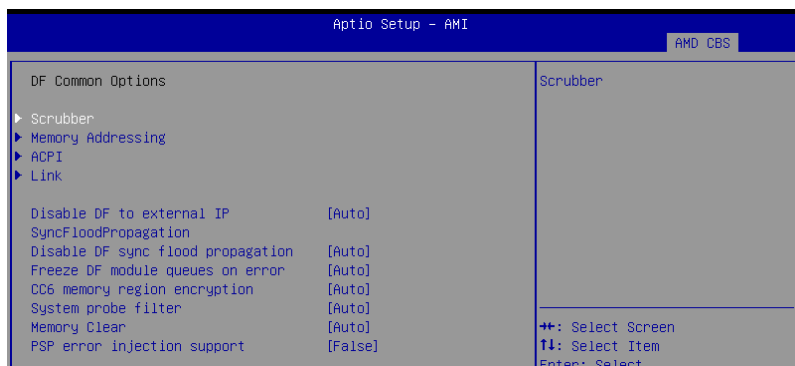 Aptio Setup – AMI
AMD CBS
DF Common Options
Scrubber
Memory Addressing
ACPI
Link
Disable DF to external IP [Auto]
SyncFloodPropagation
Disable DF sync flood propagation [Auto]
Freeze DF module queues on error [Auto]
CC6 memory region encryption [Auto]
System probe filter [Auto]
Memory Clear [Auto]
PSP error injection support [False]
Scrubber
→←: Select Screen
↑↓: Select Item
Enter: Select